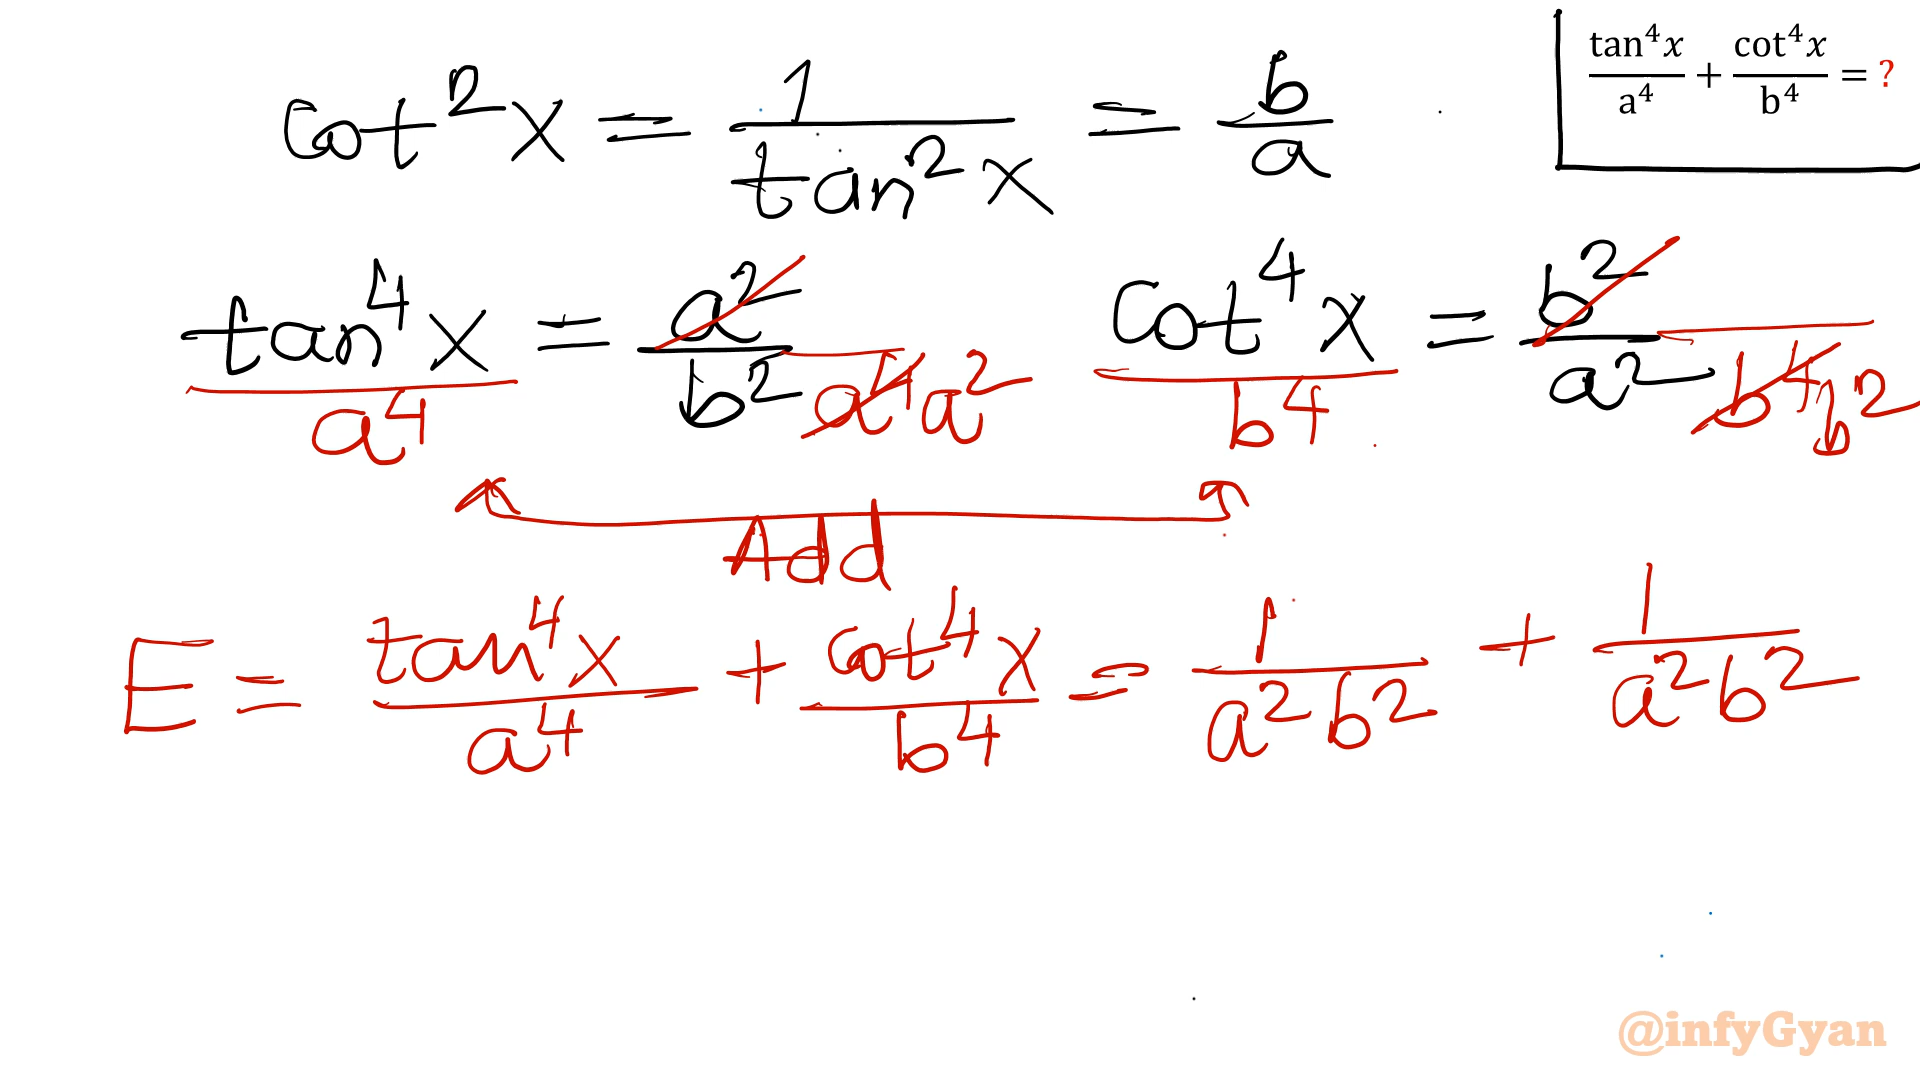 cot²x = 1/tan²x = b/a
tan⁴x/a⁴ + cot⁴x/b⁴ = ?
tan⁴x/a⁴ = a²/b² a⁴ a²
cot⁴x/b⁴ = b²/a² b⁴ b²
Add
E = tan⁴x/a⁴ + cot⁴x/b⁴ = 1/a²b² + 1/a²b²
@infyGyan